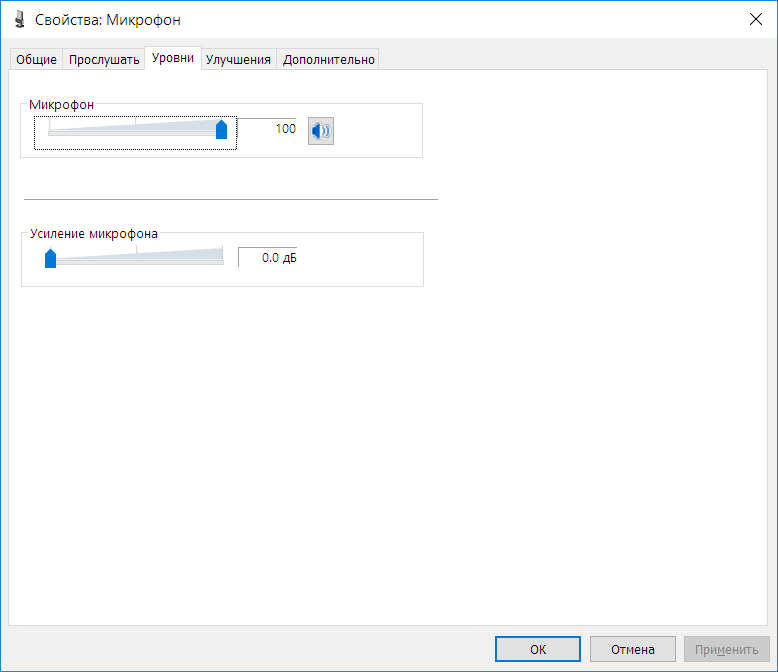 Свойства: Микрофон
Общие Прослушать Уровни Улучшения Дополнительно
Микрофон
100
Усиление микрофона
0.0 дБ
ОК Отмена Применить